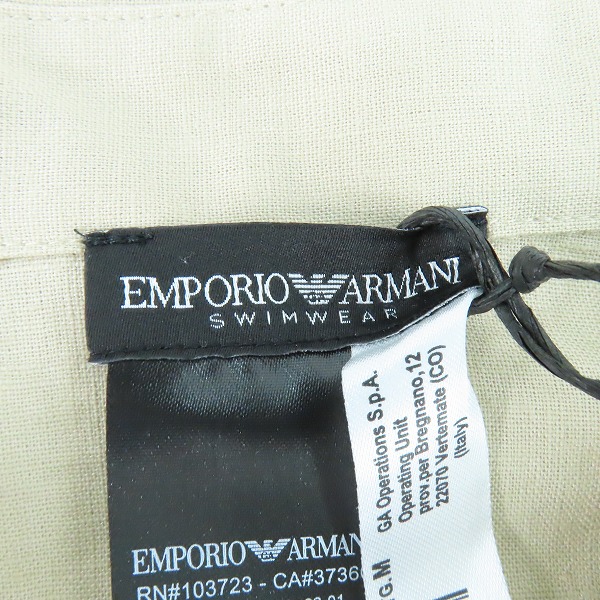 EMPORIO ARMANI
SWIMWEAR
GA Operations S.p.A.
Operating Unit
prov.per Bregnano,12
22070 Vertemate (CO)
(Italy)
EMPORIO ARMANI
RN#103723 - CA#3736